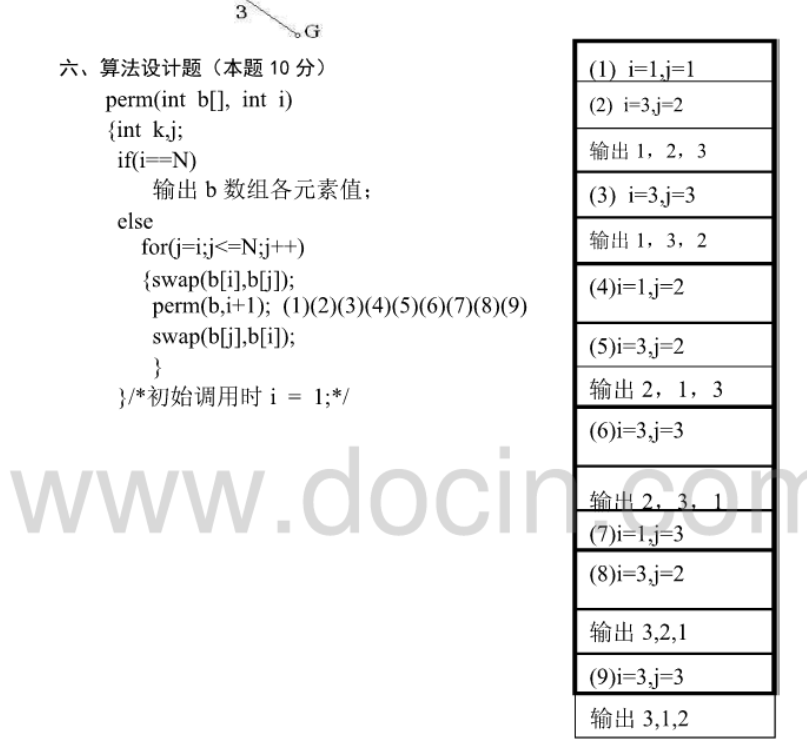 3
G
六、算法设计题（本题 10 分）
perm(int b[], int i)
{int k,j;
if(i==N)
输出 b 数组各元素值；
else
for(j=i;j<=N;j++)
{swap(b[i],b[j]);
perm(b,i+1); (1)(2)(3)(4)(5)(6)(7)(8)(9)
swap(b[j],b[i]);
}
}/*初始调用时 i = 1;*/
(1) i=1,j=1
(2) i=3,j=2
输出 1，2，3
(3) i=3,j=3
输出 1，3，2
(4)i=1,j=2
(5)i=3,j=2
输出 2，1，3
(6)i=3,j=3
输出 2，3，1
(7)i=1,j=3
(8)i=3,j=2
输出 3,2,1
(9)i=3,j=3
输出 3,1,2
www.docin.com